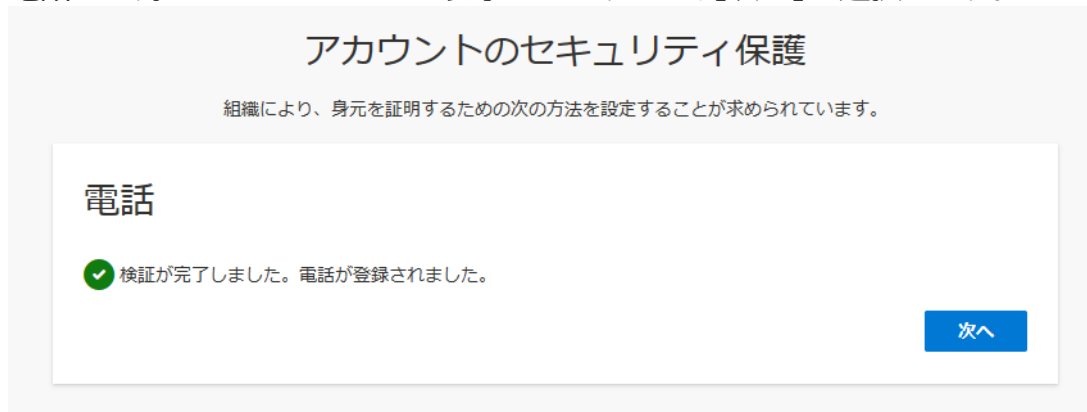 アカウントのセキュリティ保護
組織により、身元を証明するための次の方法を設定することが求められています。
電話
検証が完了しました。電話が登録されました。
次へ